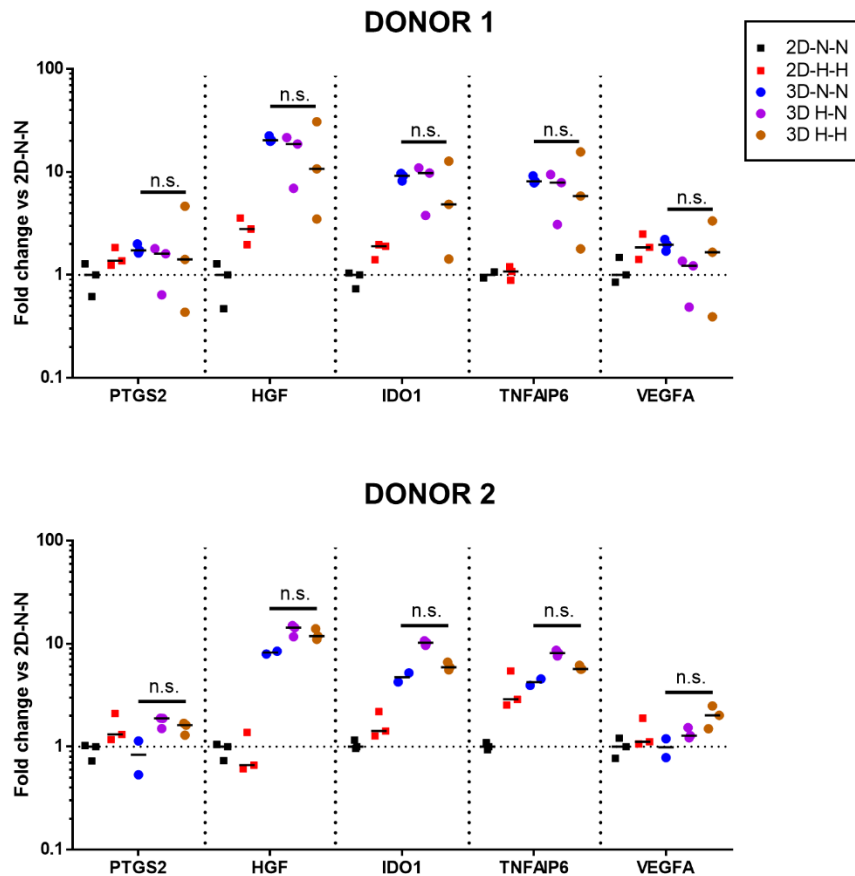 DONOR 1
2D-N-N
2D-H-H
3D-N-N
3D H-N
3D H-H
Fold change vs 2D-N-N
100
10
1
0.1
n.s.
n.s.
n.s.
n.s.
n.s.
PTGS2
HGF
IDO1
TNFAIP6
VEGFA
DONOR 2
Fold change vs 2D-N-N
100
10
1
0.1
n.s.
n.s.
n.s.
n.s.
n.s.
PTGS2
HGF
IDO1
TNFAIP6
VEGFA